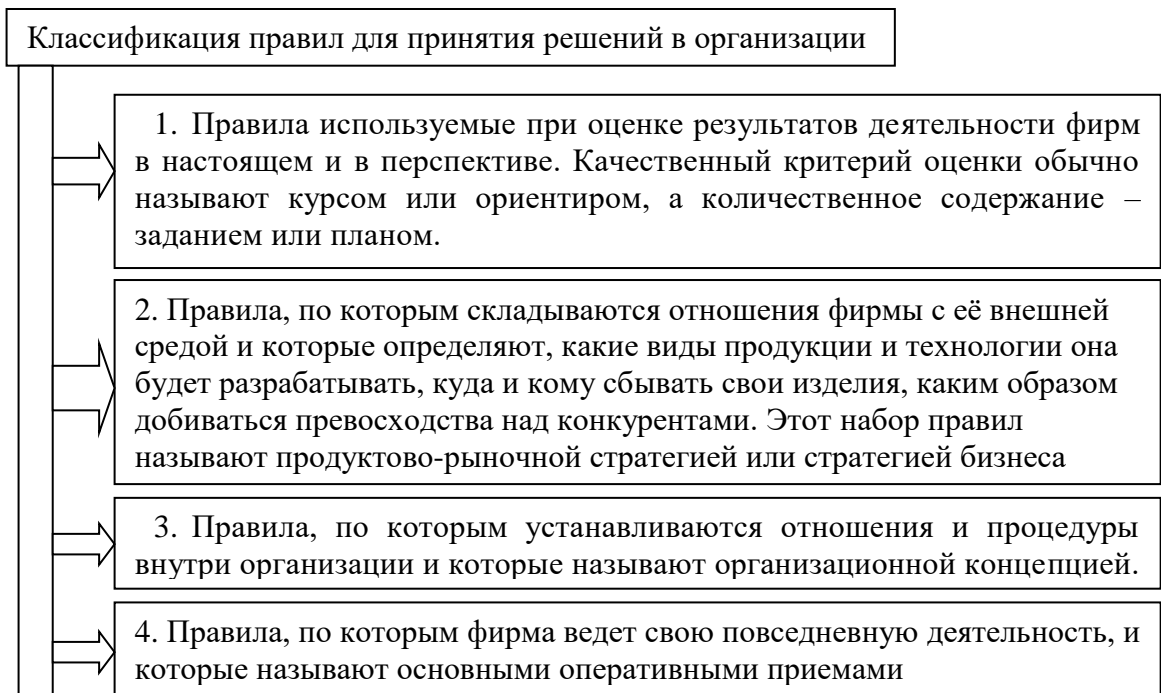 Классификация правил для принятия решений в организации
1. Правила используемые при оценке результатов деятельности фирм
в настоящем и в перспективе. Качественный критерий оценки обычно
называют курсом или ориентиром, а количественное содержание –
заданием или планом.
2. Правила, по которым складываются отношения фирмы с её внешней
средой и которые определяют, какие виды продукции и технологии она
будет разрабатывать, куда и кому сбывать свои изделия, каким образом
добиваться превосходства над конкурентами. Этот набор правил
называют продуктово-рыночной стратегией или стратегией бизнеса
3. Правила, по которым устанавливаются отношения и процедуры
внутри организации и которые называют организационной концепцией.
4. Правила, по которым фирма ведет свою повседневную деятельность, и
которые называют основными оперативными приемами